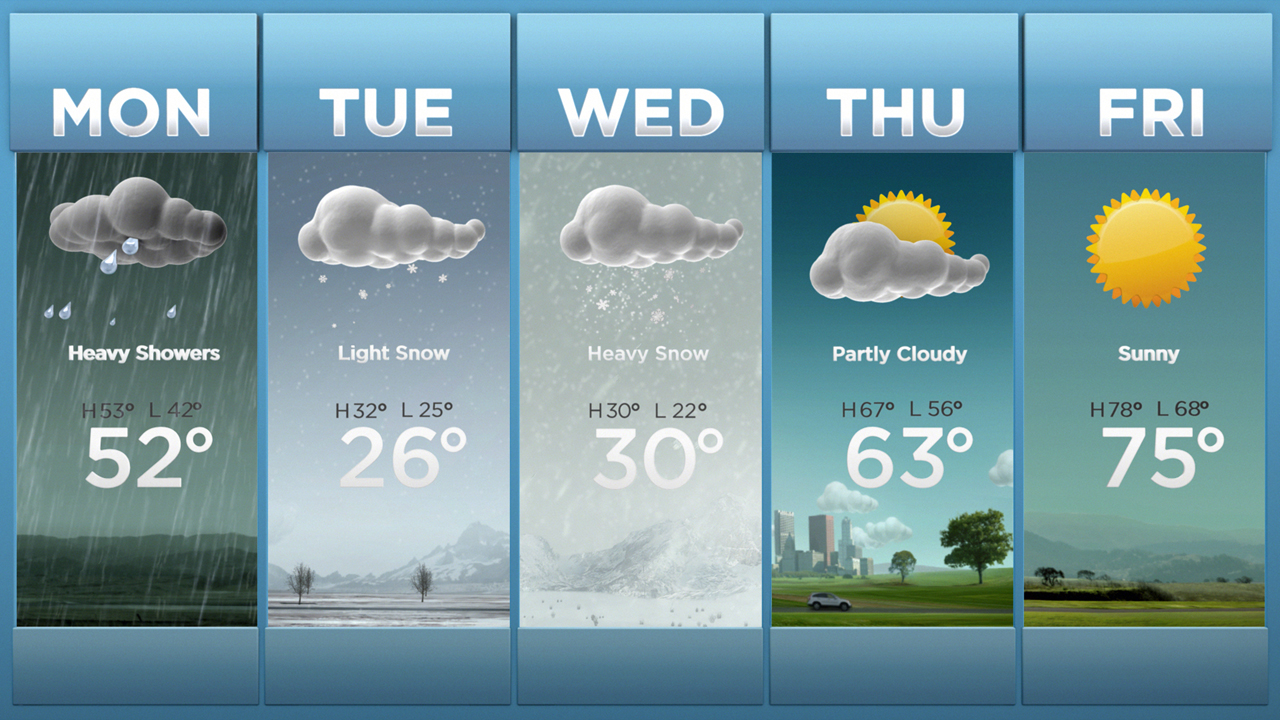 MON
Heavy Showers
H 53° L 42°
52°
TUE
Light Snow
H 32° L 25°
26°
WED
Heavy Snow
H 30° L 22°
30°
THU
Partly Cloudy
H 67° L 56°
63°
FRI
Sunny
H 78° L 68°
75°